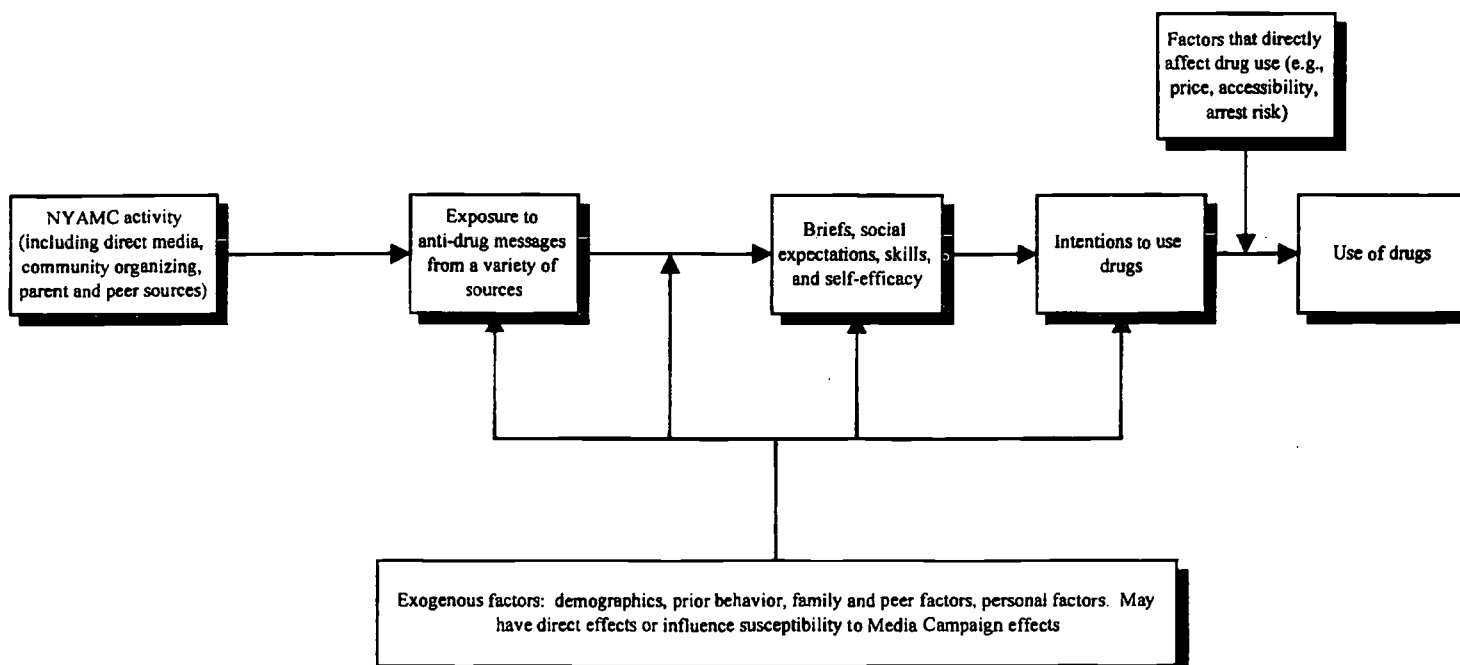 Factors that directly
affect drug use (e.g.,
price, accessibility,
arrest risk)
NYAMC activity
(including direct media,
community organizing,
parent and peer sources)
Exposure to
anti-drug messages
from a variety of
sources
Briefs, social
expectations, skills,
and self-efficacy
Intentions to use
drugs
Use of drugs
Exogenous factors: demographics, prior behavior, family and peer factors, personal factors. May
have direct effects or influence susceptibility to Media Campaign effects